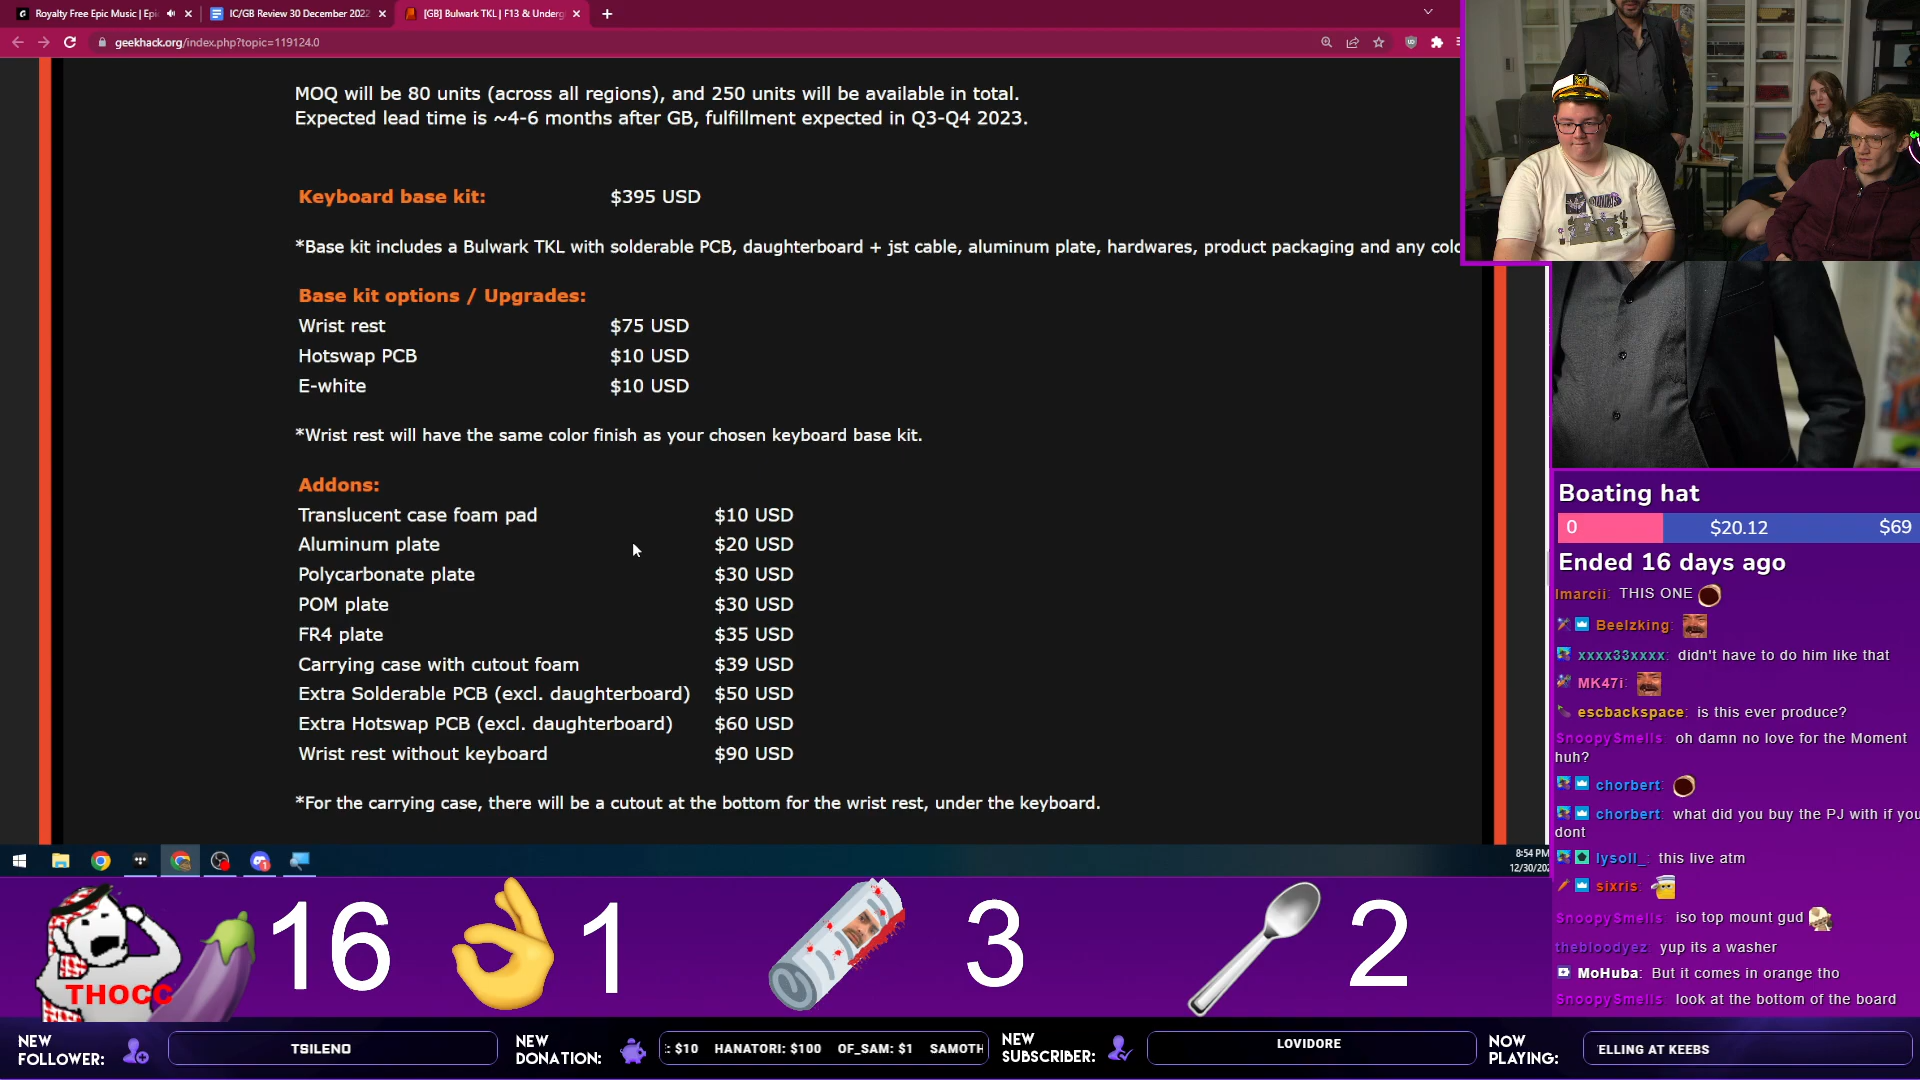 Royalty Free Epic Music | Epi
IC/GB Review 30 December 2022
[GB] Bulwark TKL | F13 & Underg
geekhack.org/index.php?topic=119124.0
MOQ will be 80 units (across all regions), and 250 units will be available in total.
Expected lead time is ~4-6 months after GB, fulfillment expected in Q3-Q4 2023.
Keyboard base kit: $395 USD
*Base kit includes a Bulwark TKL with solderable PCB, daughterboard + jst cable, aluminum plate, hardwares, product packaging and any colo
Base kit options / Upgrades:
Wrist rest $75 USD
Hotswap PCB $10 USD
E-white $10 USD
*Wrist rest will have the same color finish as your chosen keyboard base kit.
Addons:
Translucent case foam pad $10 USD
Aluminum plate $20 USD
Polycarbonate plate $30 USD
POM plate $30 USD
FR4 plate $35 USD
Carrying case with cutout foam $39 USD
Extra Solderable PCB (excl. daughterboard) $50 USD
Extra Hotswap PCB (excl. daughterboard) $60 USD
Wrist rest without keyboard $90 USD
*For the carrying case, there will be a cutout at the bottom for the wrist rest, under the keyboard.
8:54 PM
12/30/202
Boating hat
0 $20.12 $69
Ended 16 days ago
lmarcii: THIS ONE
Beelzking:
xxxx33xxxx: didn't have to do him like that
MK47i:
escbackspace: is this ever produce?
SnoopySmells: oh damn no love for the Moment
huh?
chorbert:
chorbert: what did you buy the PJ with if you
dont
lysoll_: this live atm
sixris:
SnoopySmells: iso top mount gud
thebloodyez: yup its a washer
MoHuba: But it comes in orange tho
SnoopySmells: look at the bottom of the board
THOCC 16 1 3 2
NEW
FOLLOWER:
TSILENO
NEW
DONATION:
: $10 HANATORI: $100 OF_SAM: $1 SAMOTH
NEW
SUBSCRIBER:
LOVIDORE
NOW
PLAYING:
ELLING AT KEEBS